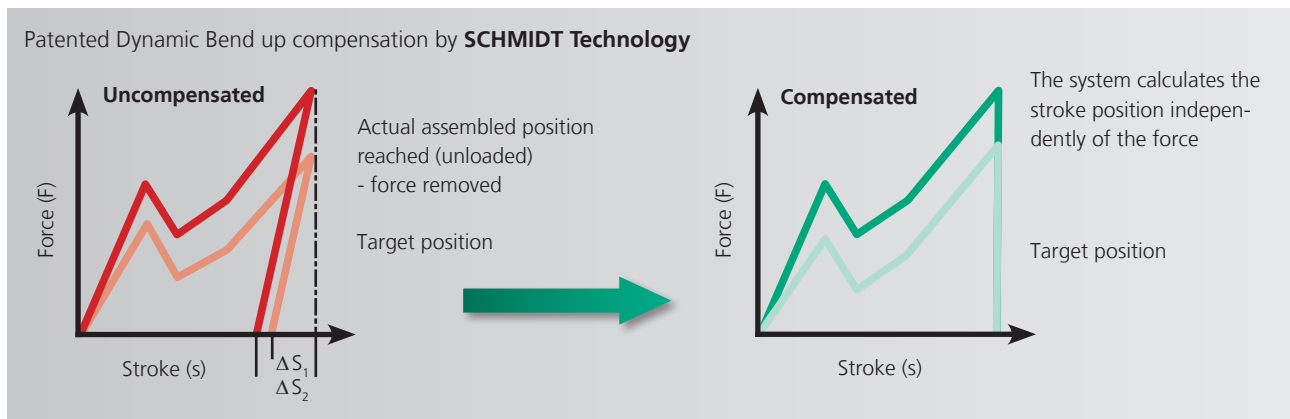 Patented Dynamic Bend up compensation by SCHMIDT Technology
Uncompensated
Force (F)
Stroke (s)
ΔS₁
ΔS₂
Actual assembled position
reached (unloaded)
- force removed
Target position
Compensated
Force (F)
Stroke (s)
The system calculates the
stroke position indepen-
dently of the force
Target position